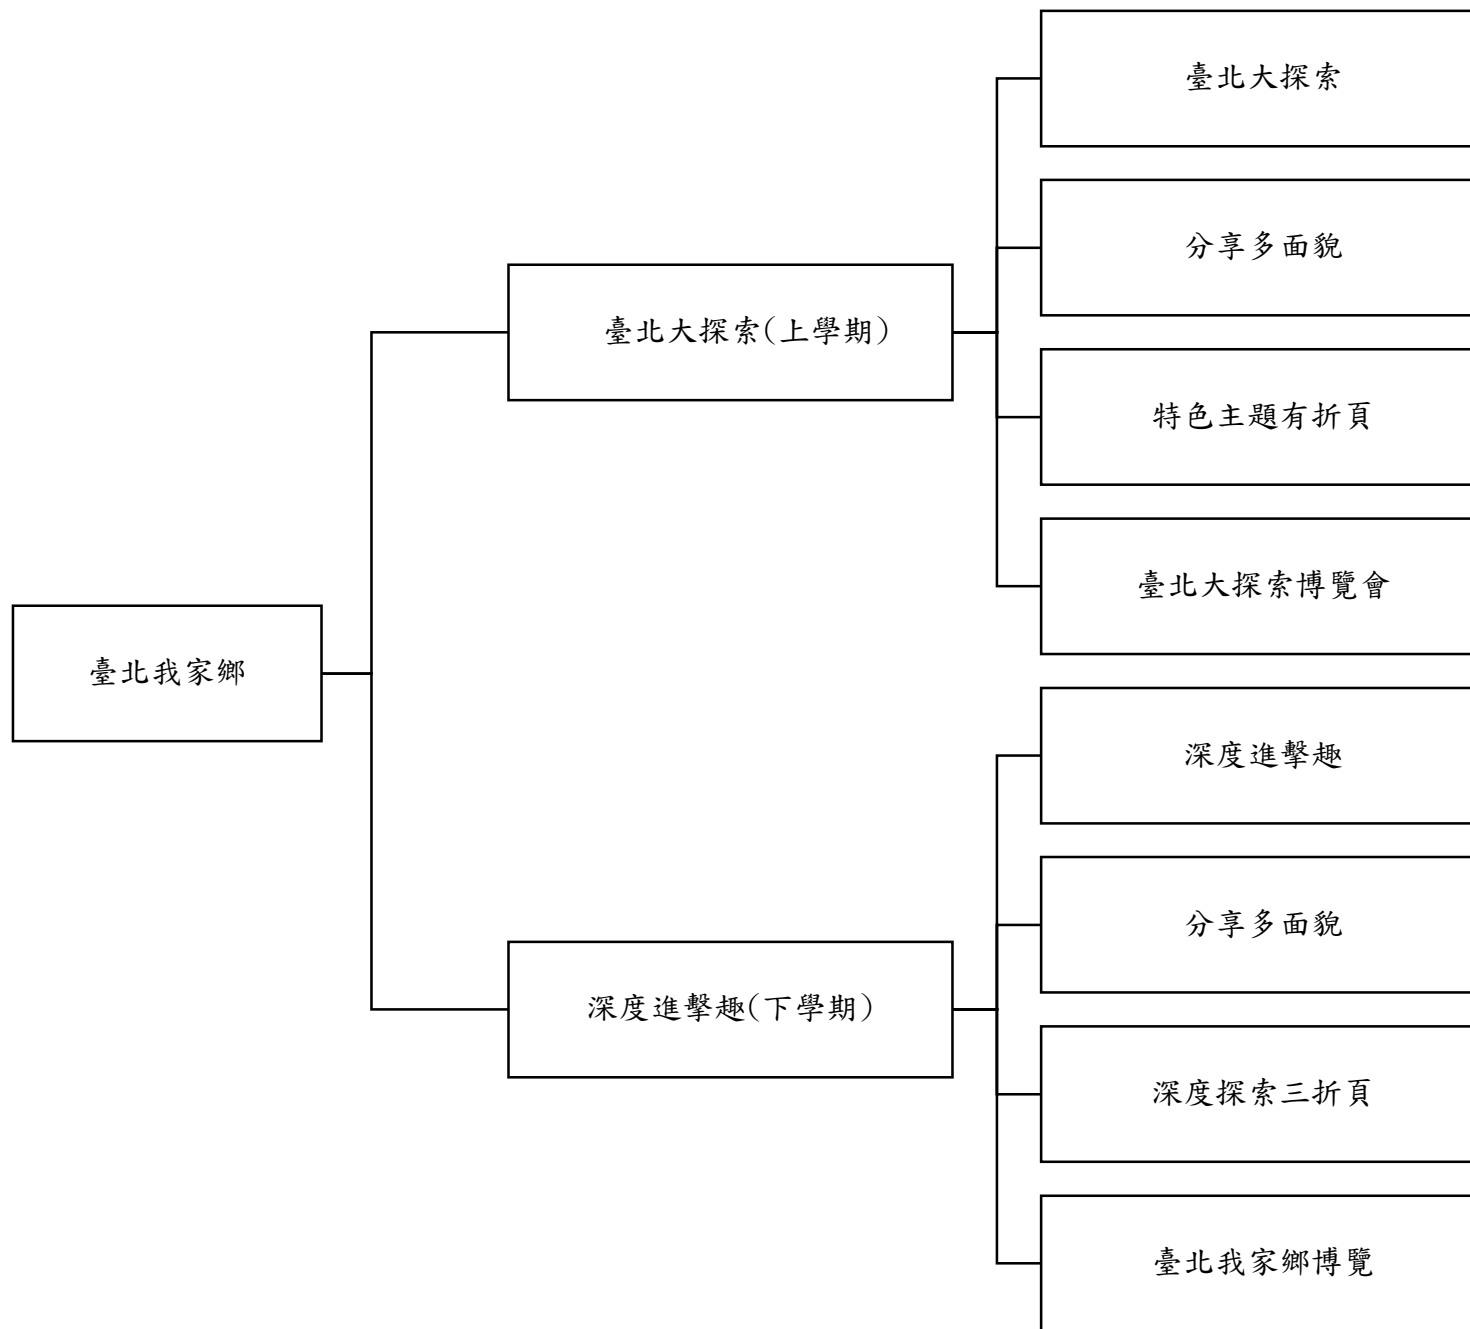 臺北我家鄉
臺北大探索(上學期)
臺北大探索
分享多面貌
特色主題有折頁
臺北大探索博覽會
深度進擊趣(下學期)
深度進擊趣
分享多面貌
深度探索三折頁
臺北我家鄉博覽